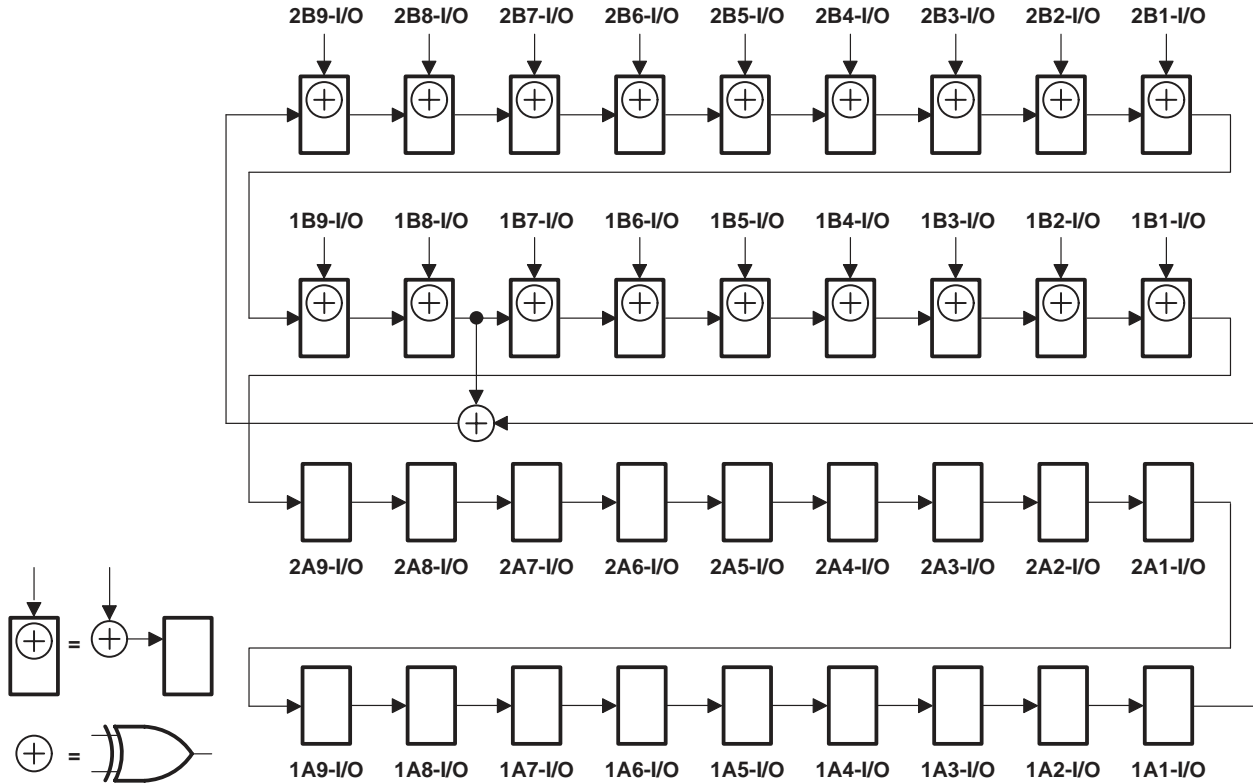 2B9-I/O 2B8-I/O 2B7-I/O 2B6-I/O 2B5-I/O 2B4-I/O 2B3-I/O 2B2-I/O 2B1-I/O
1B9-I/O 1B8-I/O 1B7-I/O 1B6-I/O 1B5-I/O 1B4-I/O 1B3-I/O 1B2-I/O 1B1-I/O
2A9-I/O 2A8-I/O 2A7-I/O 2A6-I/O 2A5-I/O 2A4-I/O 2A3-I/O 2A2-I/O 2A1-I/O
=
=
1A9-I/O 1A8-I/O 1A7-I/O 1A6-I/O 1A5-I/O 1A4-I/O 1A3-I/O 1A2-I/O 1A1-I/O